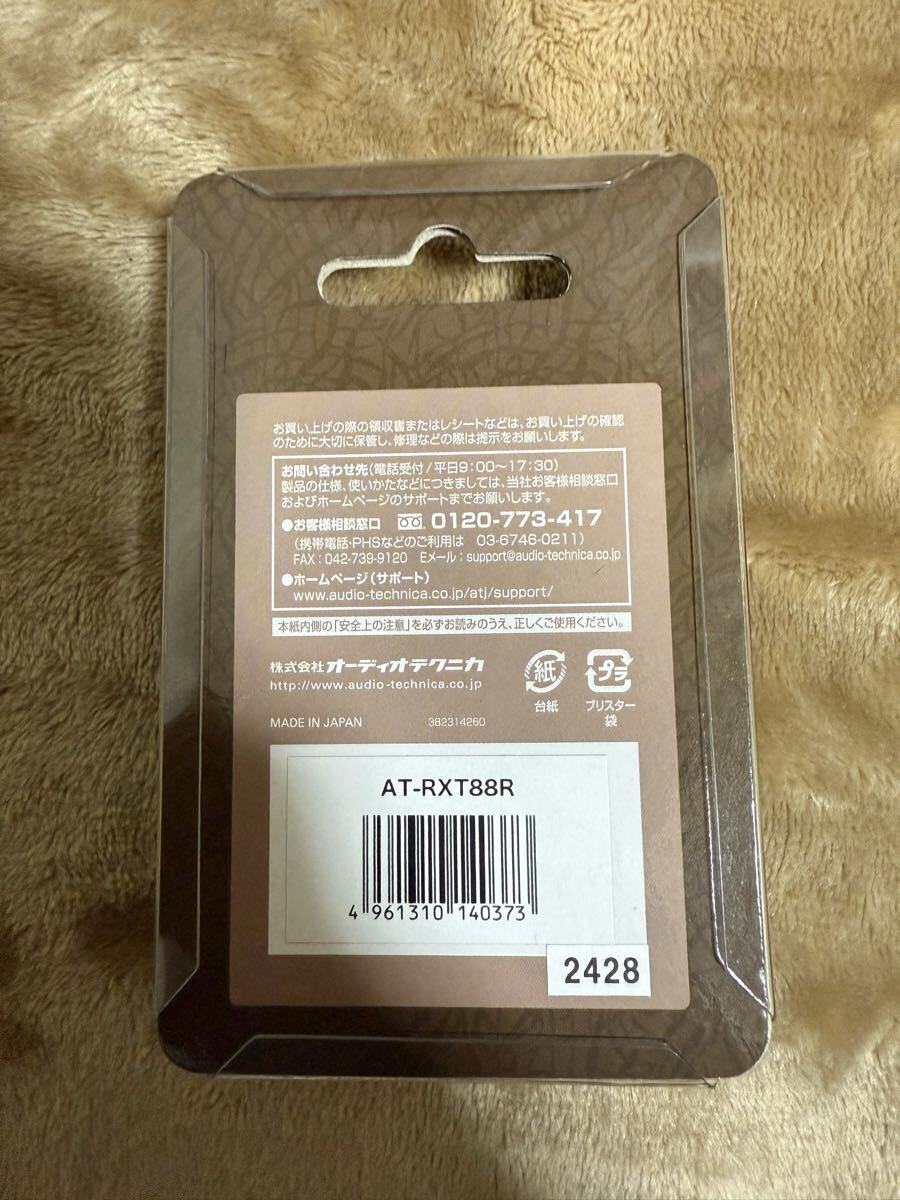 お買い上げの際の領収書またはレシートなどは、お買い上げの確認
のために大切に保管し、修理などの際は提示をお願いします。
お問い合わせ先(電話受付/平日9:00〜17:30)
製品の仕様、使いかたなどにつきましては、当社お客様相談窓口
およびホームページのサポートまでお願いします。
●お客様相談窓口 0120-773-417
(携帯電話・PHSなどのご利用は 03-6746-0211)
FAX:042-739-9120 Eメール:support@audio-technica.co.jp
●ホームページ(サポート)
www.audio-technica.co.jp/atj/support/
本紙内側の「安全上の注意」を必ずお読みのうえ、正しくご使用ください。
株式会社オーディオテクニカ
http://www.audio-technica.co.jp
紙
台紙
プラ
ブリスター
袋
MADE IN JAPAN 382314260
AT-RXT88R
4 961310 140373
2428